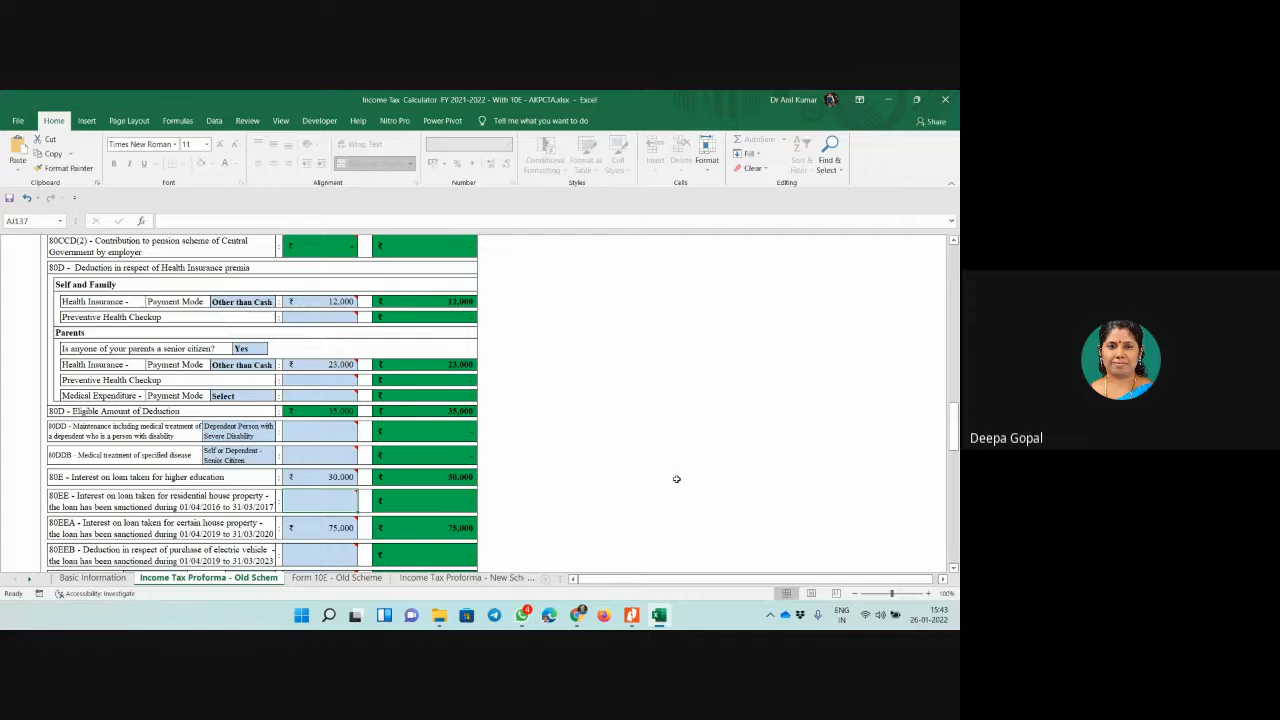 Income Tax Calculator FY 2021-2022 - With 10E - AKPCTA.xlsx - Excel
Dr Anil Kumar
File Home Insert Page Layout Formulas Data Review View Developer Help Nitro Pro Power Pivot Tell me what you want to do
Share
Paste
Cut
Copy
Format Painter
Clipboard
Times New Roman 11
B I U
Font
Wrap Text
Alignment
Number
Conditional Formatting
Format as Table
Cell Styles
Styles
Insert Delete Format
Cells
AutoSum
Fill
Clear
Sort & Filter
Find & Select
Editing
AJ137
fx
80CCD(2) - Contribution to pension scheme of Central
Government by employer : ₹ - ₹ -
80D - Deduction in respect of Health Insurance premia
Self and Family
Health Insurance - Payment Mode Other than Cash : ₹ 12,000 ₹ 12,000
Preventive Health Checkup : ₹ -
Parents
Is anyone of your parents a senior citizen? Yes
Health Insurance - Payment Mode Other than Cash : ₹ 23,000 ₹ 23,000
Preventive Health Checkup : ₹ -
Medical Expenditure - Payment Mode Select : ₹ -
80D - Eligible Amount of Deduction : ₹ 35,000 ₹ 35,000
80DD - Maintenance including medical treatment of Dependent Person with
a dependent who is a person with disability Severe Disability : ₹ -
80DDB - Medical treatment of specified disease Self or Dependent - Senior Citizen : ₹ -
80E - Interest on loan taken for higher education : ₹ 30,000 ₹ 30,000
80EE - Interest on loan taken for residential house property -
the loan has been sanctioned during 01/04/2016 to 31/03/2017 : ₹ -
80EEA - Interest on loan taken for certain house property -
the loan has been sanctioned during 01/04/2019 to 31/03/2020 : ₹ 75,000 ₹ 75,000
80EEB - Deduction in respect of purchase of electric vehicle -
the loan has been sanctioned during 01/04/2019 to 31/03/2023 : ₹ -
Basic Information Income Tax Proforma - Old Schem Form 10E - Old Scheme Income Tax Proforma - New Sch ...
Ready Accessibility: Investigate 100%
4
ENG
IN
15:43
26-01-2022
Deepa Gopal